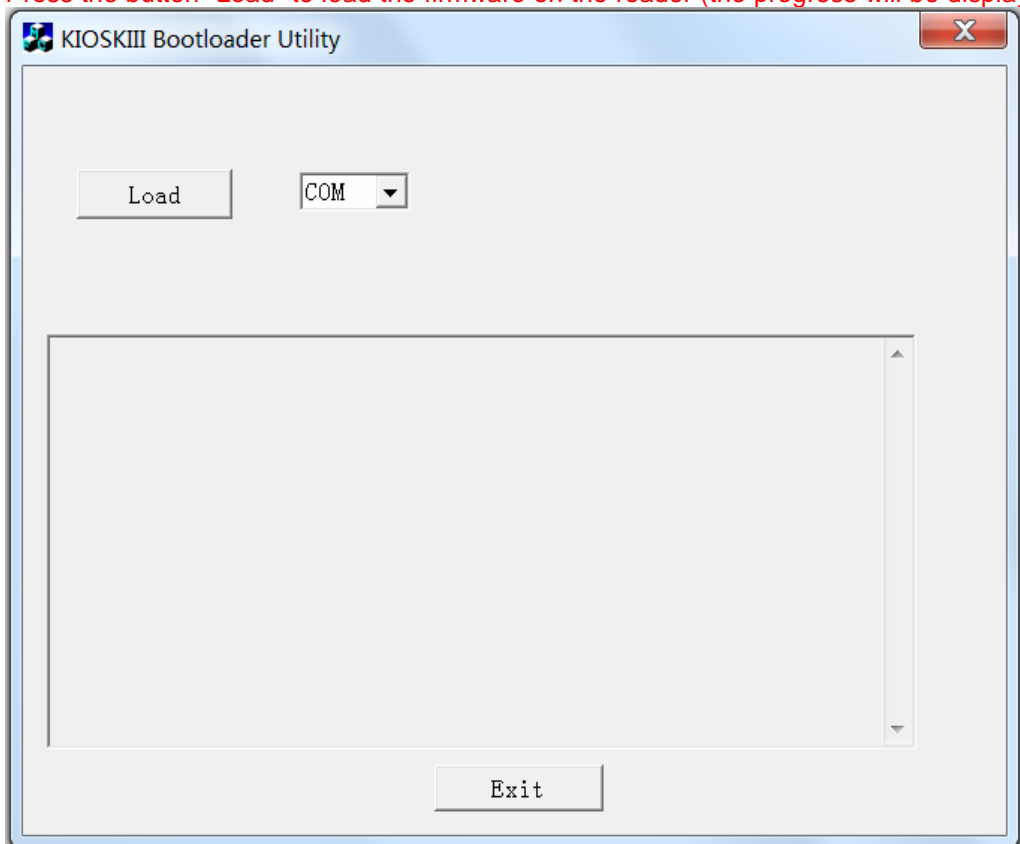 Press the button "Load" to load the firmware on the reader (the progress will be display
KIOSKIII Bootloader Utility
X
Load
COM
Exit